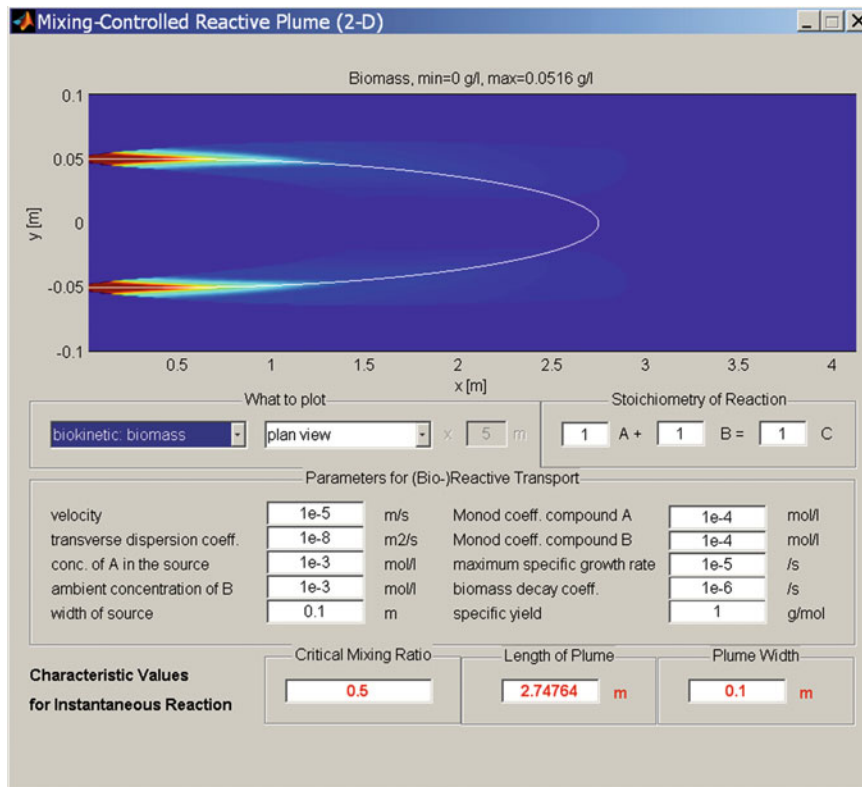 Mixing-Controlled Reactive Plume (2-D)
Biomass, min=0 g/l, max=0.0516 g/l
0.1
0.05
0
-0.05
-0.1
y [m]
0.5 1 1.5 2 2.5 3 3.5 4
x [m]
What to plot
biokinetic: biomass plan view x 5 m
Stoichiometry of Reaction
1 A + 1 B = 1 C
Parameters for (Bio-)Reactive Transport
velocity 1e-5 m/s Monod coeff. compound A 1e-4 mol/l
transverse dispersion coeff. 1e-8 m2/s Monod coeff. compound B 1e-4 mol/l
conc. of A in the source 1e-3 mol/l maximum specific growth rate 1e-5 /s
ambient concentration of B 1e-3 mol/l biomass decay coeff. 1e-6 /s
width of source 0.1 m specific yield 1 g/mol
Characteristic Values
for Instantaneous Reaction
Critical Mixing Ratio
0.5
Length of Plume
2.74764 m
Plume Width
0.1 m